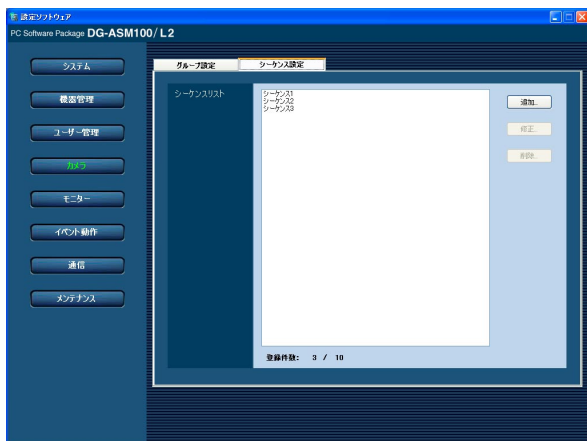 設定ソフトウェア
PC Software Package DG-ASM100/L2
システム
機器管理
ユーザー管理
カメラ
モニター
イベント動作
通信
メンテナンス
グループ設定
シーケンス設定
シーケンスリスト
シーケンス1
シーケンス2
シーケンス3
追加...
修正...
削除...
登録件数: 3 / 10